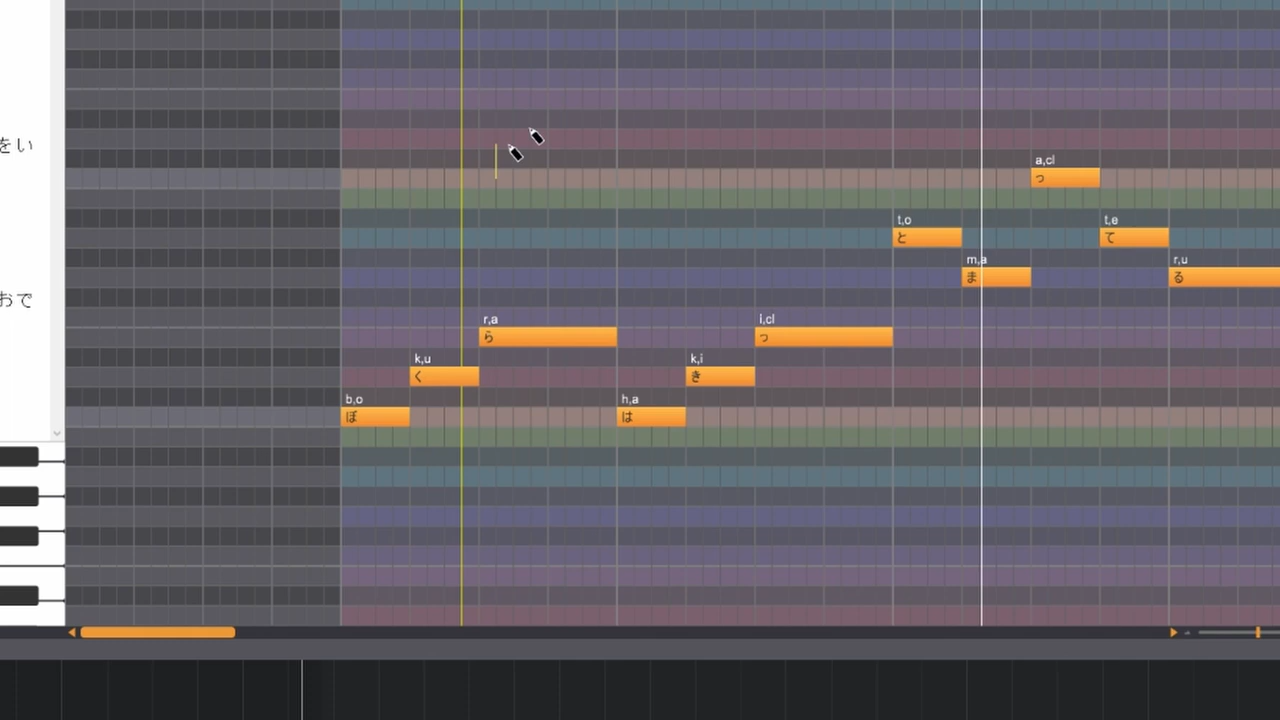 をい
おで
b,o
ぼ
k,u
く
r,a
ら
h,a
は
k,i
き
i,cl
っ
t,o
と
m,a
ま
a,cl
っ
t,e
て
r,u
る